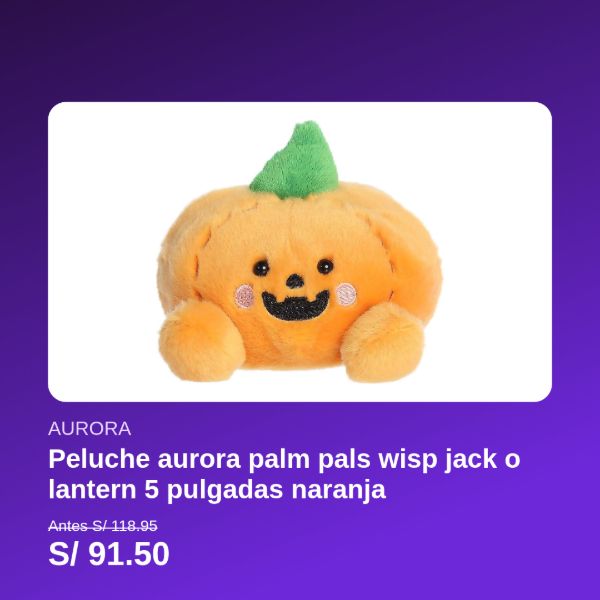 AURORA
Peluche aurora palm pals wisp jack o
lantern 5 pulgadas naranja
Antes S/ 118.95
S/ 91.50